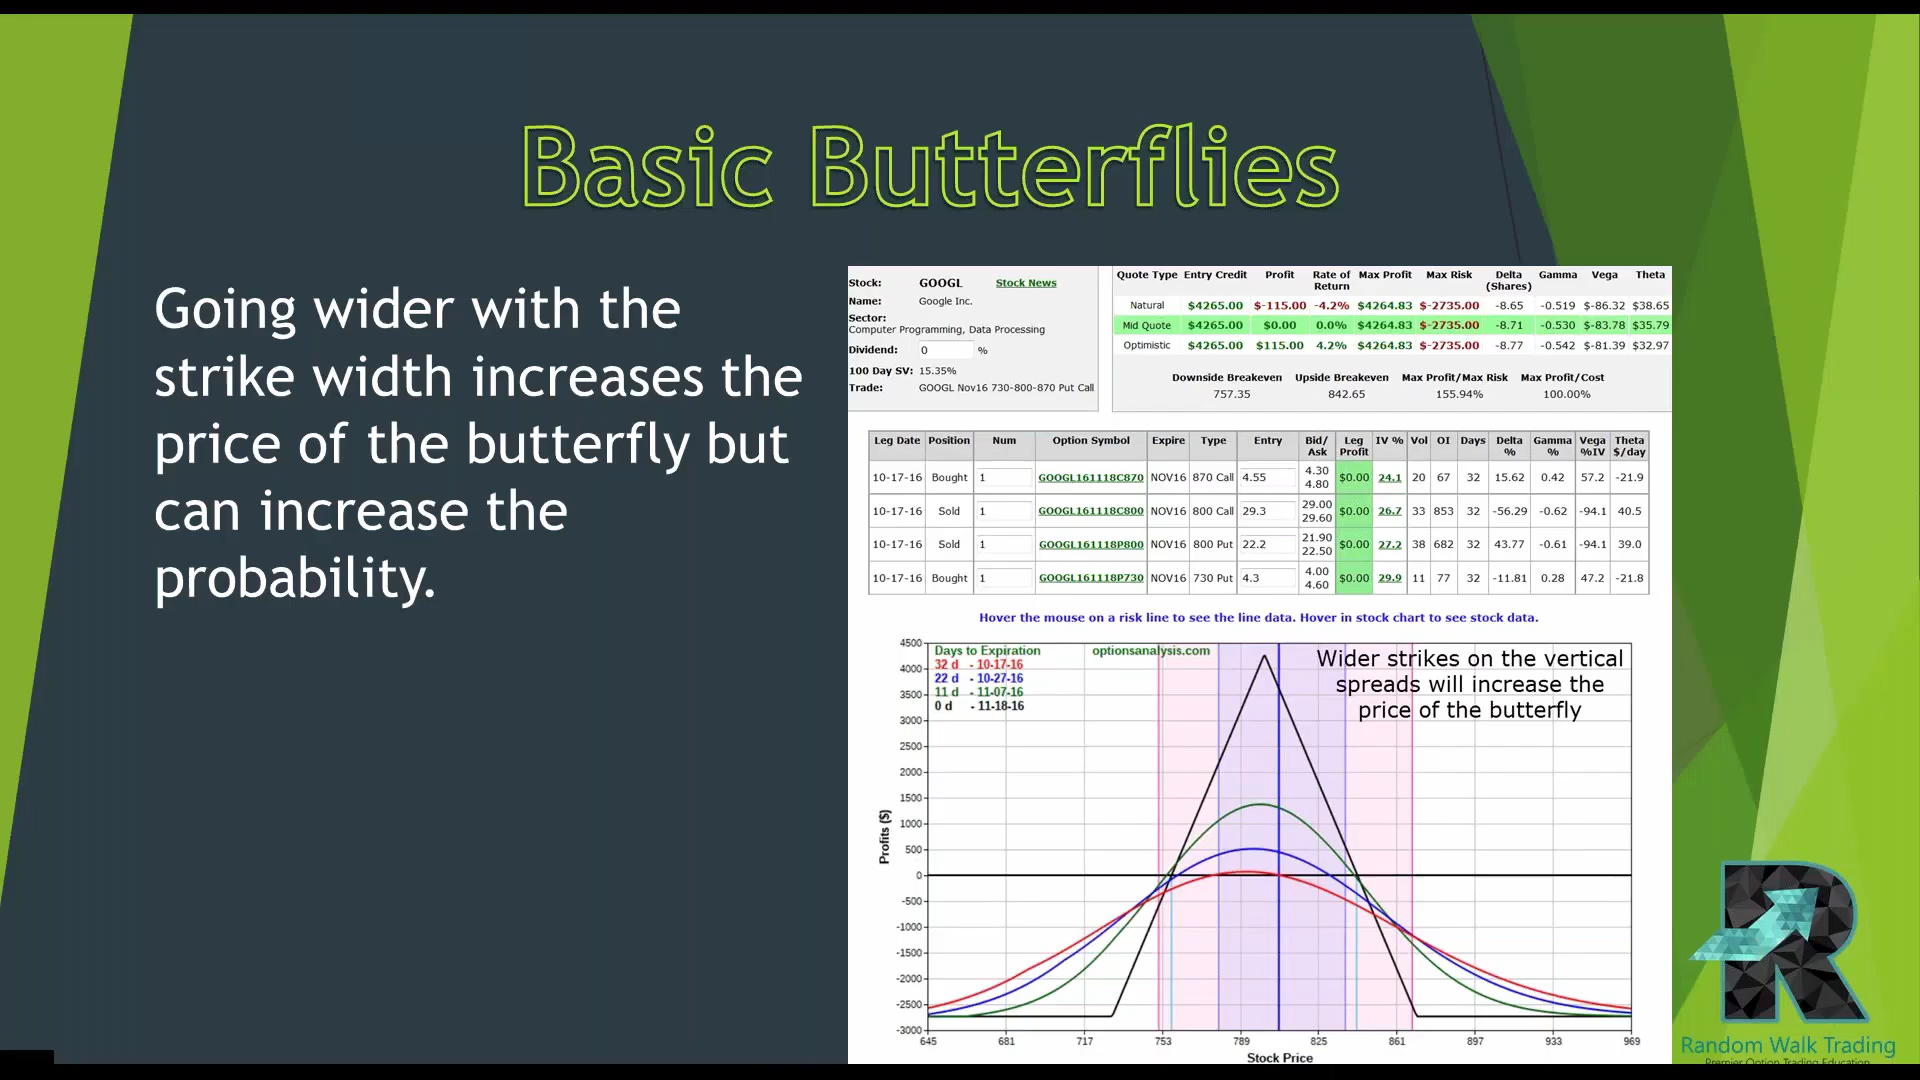 Basic Butterflies
Going wider with the
strike width increases the
price of the butterfly but
can increase the
probability.
Stock: GOOGL Stock News
Name: Google Inc.
Sector:
Computer Programming, Data Processing
Dividend: 0 %
100 Day SV: 15.35%
Trade: GOOGL Nov16 730-800-870 Put Call
Quote Type Entry Credit Profit Rate of Return Max Profit Max Risk Delta (Shares) Gamma Vega Theta
Natural $4265.00 $-115.00 -4.2% $4264.83 $-2735.00 -8.65 -0.519 $-86.32 $38.65
Mid Quote $4265.00 $0.00 0.0% $4264.83 $-2735.00 -8.71 -0.530 $-83.78 $35.79
Optimistic $4265.00 $115.00 4.2% $4264.83 $-2735.00 -8.77 -0.542 $-81.39 $32.97
Downside Breakeven Upside Breakeven Max Profit/Max Risk Max Profit/Cost
757.35 842.65 155.94% 100.00%
Leg Date Position Num Option Symbol Expire Type Entry Bid/ Ask Leg Profit IV % Vol OI Days Delta % Gamma % Vega %IV Theta $/day
10-17-16 Bought 1 GOOGL161118C870 NOV16 870 Call 4.55 4.30 4.80 $0.00 24.1 20 67 32 15.62 0.42 57.2 -21.9
10-17-16 Sold 1 GOOGL161118C800 NOV16 800 Call 29.3 29.00 29.60 $0.00 26.7 33 853 32 -56.29 -0.62 -94.1 40.5
10-17-16 Sold 1 GOOGL161118P800 NOV16 800 Put 22.2 21.90 22.50 $0.00 27.2 38 682 32 43.77 -0.61 -94.1 39.0
10-17-16 Bought 1 GOOGL161118P730 NOV16 730 Put 4.3 4.00 4.60 $0.00 29.9 11 77 32 -11.81 0.28 47.2 -21.8
Hover the mouse on a risk line to see the line data. Hover in stock chart to see stock data.
Days to Expiration optionsanalysis.com
32 d - 10-17-16
22 d - 10-27-16
11 d - 11-07-16
0 d - 11-18-16
Wider strikes on the vertical
spreads will increase the
price of the butterfly
4500
4000
3500
3000
2500
2000
1500
1000
500
0
-500
-1000
-1500
-2000
-2500
-3000
Profits ($)
645 681 717 753 789 825 861 897 933 969
Stock Price
R
Random Walk Trading
Premier Option Trading Education